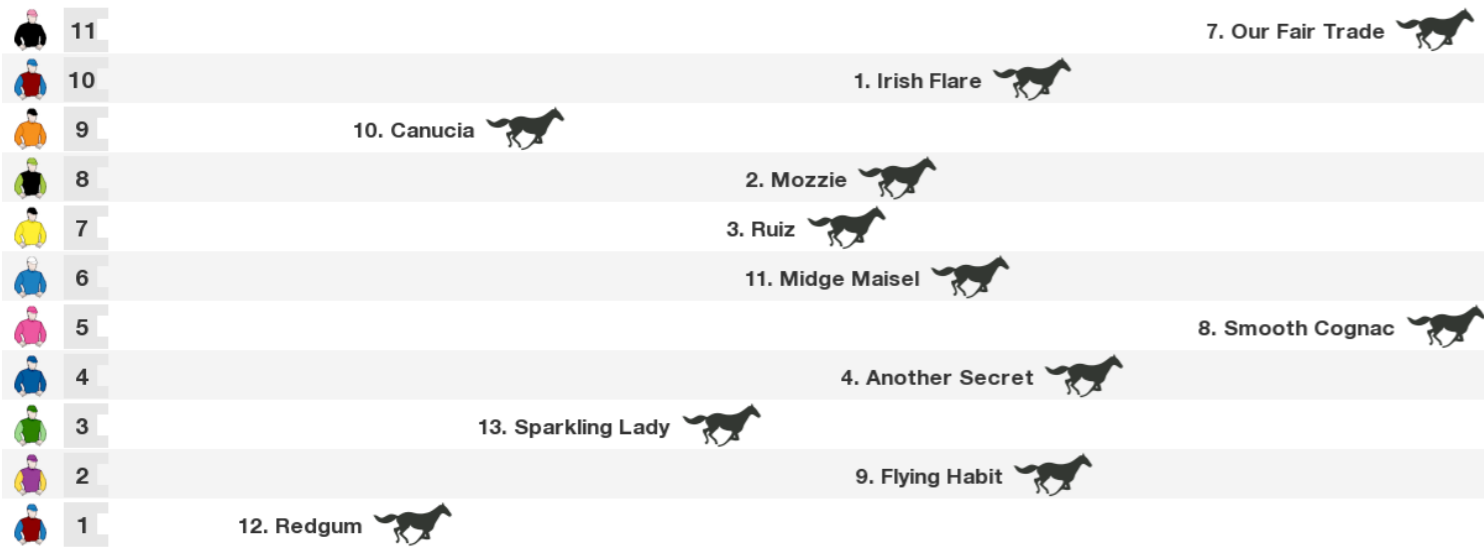 11 7. Our Fair Trade
10 1. Irish Flare
9 10. Canucia
8 2. Mozzie
7 3. Ruiz
6 11. Midge Maisel
5 8. Smooth Cognac
4 4. Another Secret
3 13. Sparkling Lady
2 9. Flying Habit
1 12. Redgum